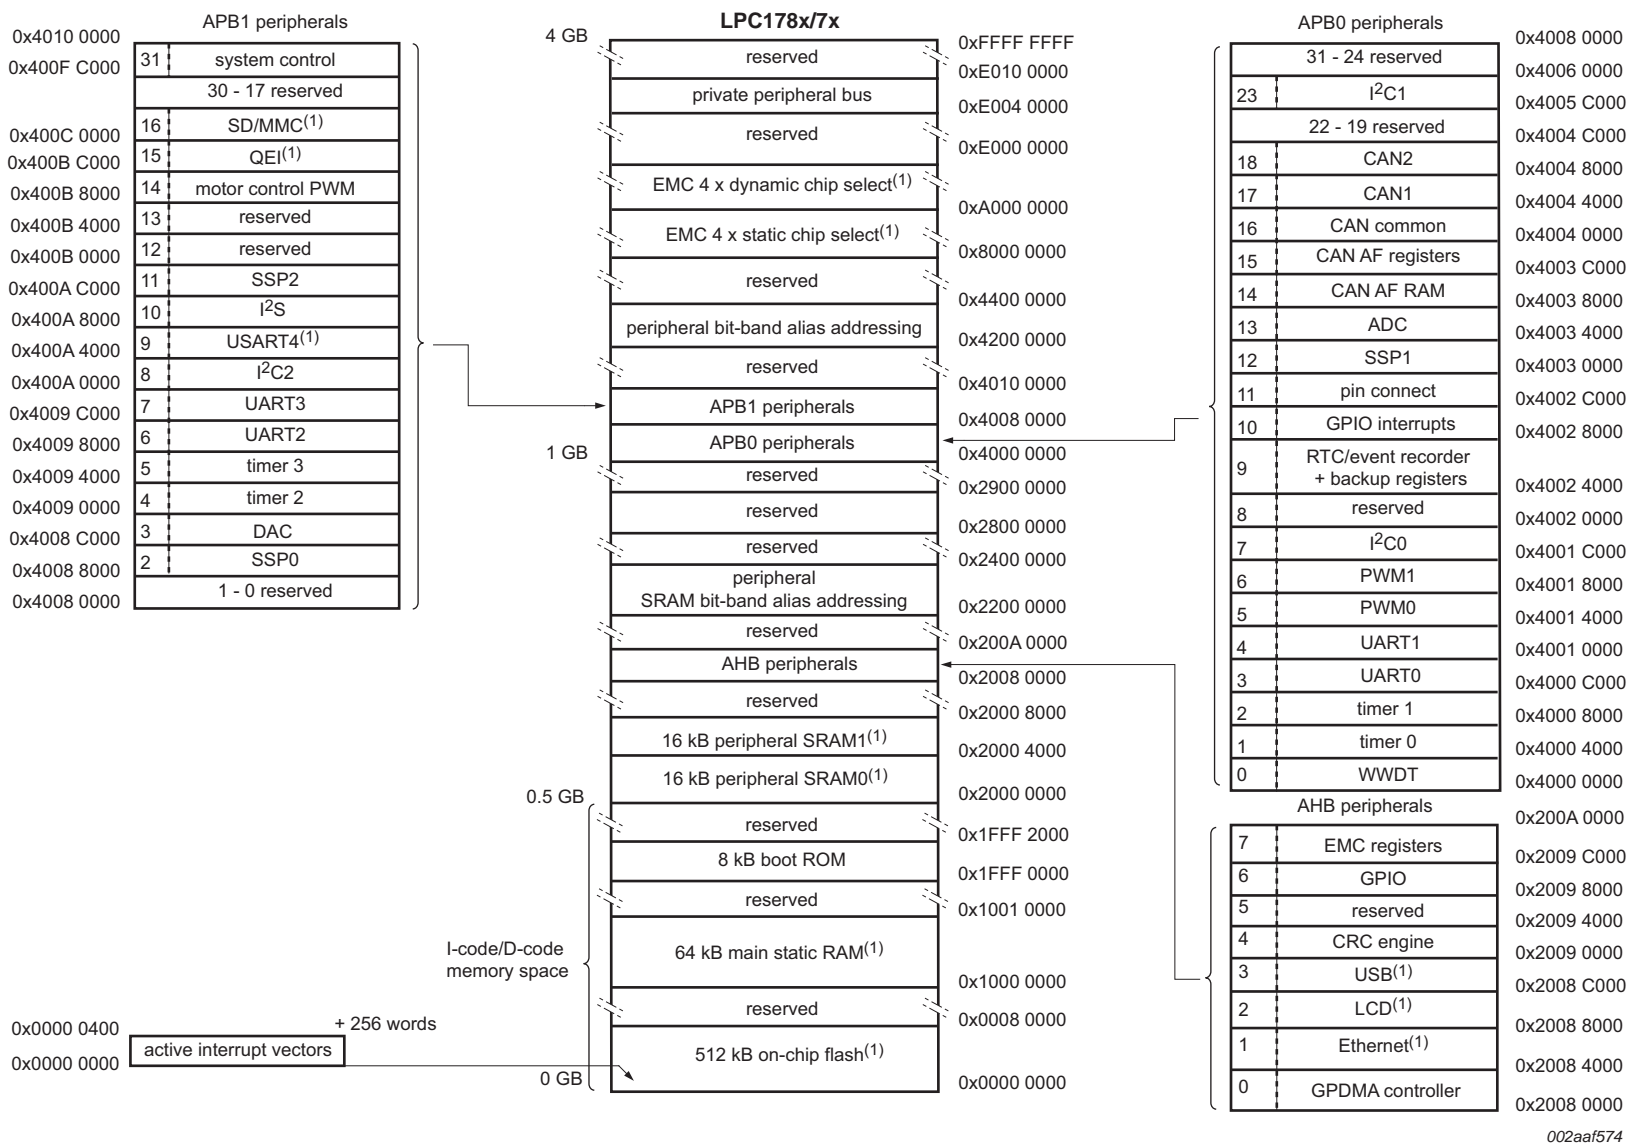 APB1 peripherals
0x4010 0000
31 system control
0x400F C000
30 - 17 reserved
16 SD/MMC(1)
0x400C 0000
15 QEI(1)
0x400B C000
14 motor control PWM
0x400B 8000
13 reserved
0x400B 4000
12 reserved
0x400B 0000
11 SSP2
0x400A C000
10 I2S
0x400A 8000
9 USART4(1)
0x400A 4000
8 I2C2
0x400A 0000
7 UART3
0x4009 C000
6 UART2
0x4009 8000
5 timer 3
0x4009 4000
4 timer 2
0x4009 0000
3 DAC
0x4008 C000
2 SSP0
0x4008 8000
1 - 0 reserved
0x4008 0000
+ 256 words
0x0000 0400
active interrupt vectors
0x0000 0000
LPC178x/7x
4 GB
0xFFFF FFFF
reserved
0xE010 0000
private peripheral bus
0xE004 0000
reserved
0xE000 0000
EMC 4 x dynamic chip select(1)
0xA000 0000
EMC 4 x static chip select(1)
0x8000 0000
reserved
0x4400 0000
peripheral bit-band alias addressing
0x4200 0000
reserved
0x4010 0000
APB1 peripherals
0x4008 0000
APB0 peripherals
1 GB
0x4000 0000
reserved
0x2900 0000
reserved
0x2800 0000
reserved
0x2400 0000
peripheral
SRAM bit-band alias addressing
0x2200 0000
reserved
0x200A 0000
AHB peripherals
0x2008 0000
reserved
0x2000 8000
16 kB peripheral SRAM1(1)
0x2000 4000
16 kB peripheral SRAM0(1)
0.5 GB
0x2000 0000
reserved
0x1FFF 2000
8 kB boot ROM
0x1FFF 0000
reserved
0x1001 0000
I-code/D-code
memory space
64 kB main static RAM(1)
0x1000 0000
reserved
0x0008 0000
512 kB on-chip flash(1)
0 GB
0x0000 0000
APB0 peripherals
0x4008 0000
31 - 24 reserved
0x4006 0000
23 I2C1
0x4005 C000
22 - 19 reserved
0x4004 C000
18 CAN2
0x4004 8000
17 CAN1
0x4004 4000
16 CAN common
0x4004 0000
15 CAN AF registers
0x4003 C000
14 CAN AF RAM
0x4003 8000
13 ADC
0x4003 4000
12 SSP1
0x4003 0000
11 pin connect
0x4002 C000
10 GPIO interrupts
0x4002 8000
9 RTC/event recorder
+ backup registers
0x4002 4000
8 reserved
0x4002 0000
7 I2C0
0x4001 C000
6 PWM1
0x4001 8000
5 PWM0
0x4001 4000
4 UART1
0x4001 0000
3 UART0
0x4000 C000
2 timer 1
0x4000 8000
1 timer 0
0x4000 4000
0 WWDT
0x4000 0000
AHB peripherals
0x200A 0000
7 EMC registers
0x2009 C000
6 GPIO
0x2009 8000
5 reserved
0x2009 4000
4 CRC engine
0x2009 0000
3 USB(1)
0x2008 C000
2 LCD(1)
0x2008 8000
1 Ethernet(1)
0x2008 4000
0 GPDMA controller
0x2008 0000
002aaf574